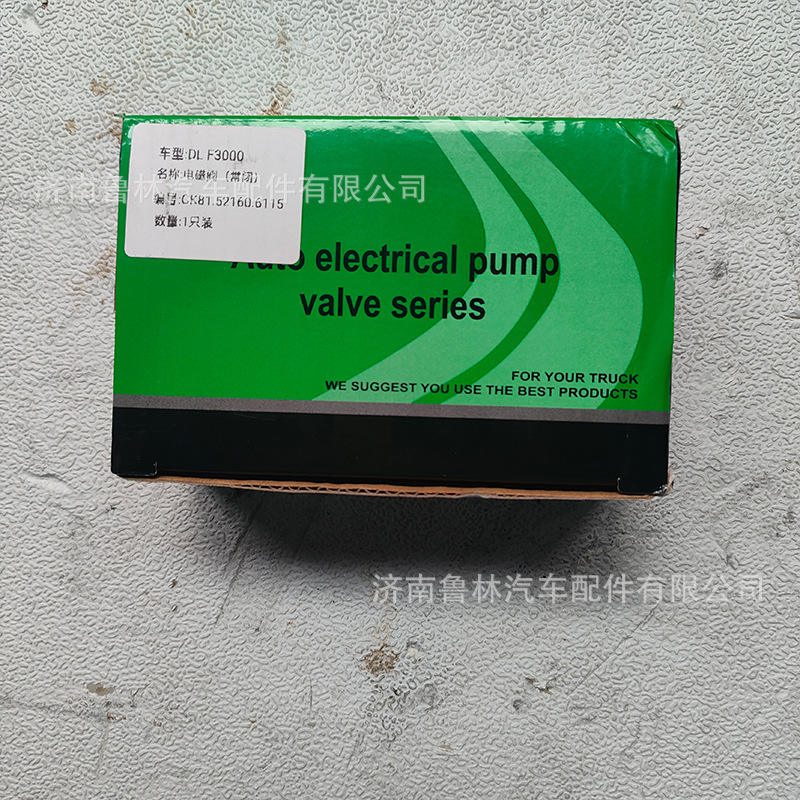 车型:DL F3000
名称:电磁阀（常闭）
济南鲁林汽车配件有限公司
编号:CK81.52160.6115
数量:1只装
Auto electrical pump
valve series
FOR YOUR TRUCK
WE SUGGEST YOU USE THE BEST PRODUCTS
济南鲁林汽车配件有限公司